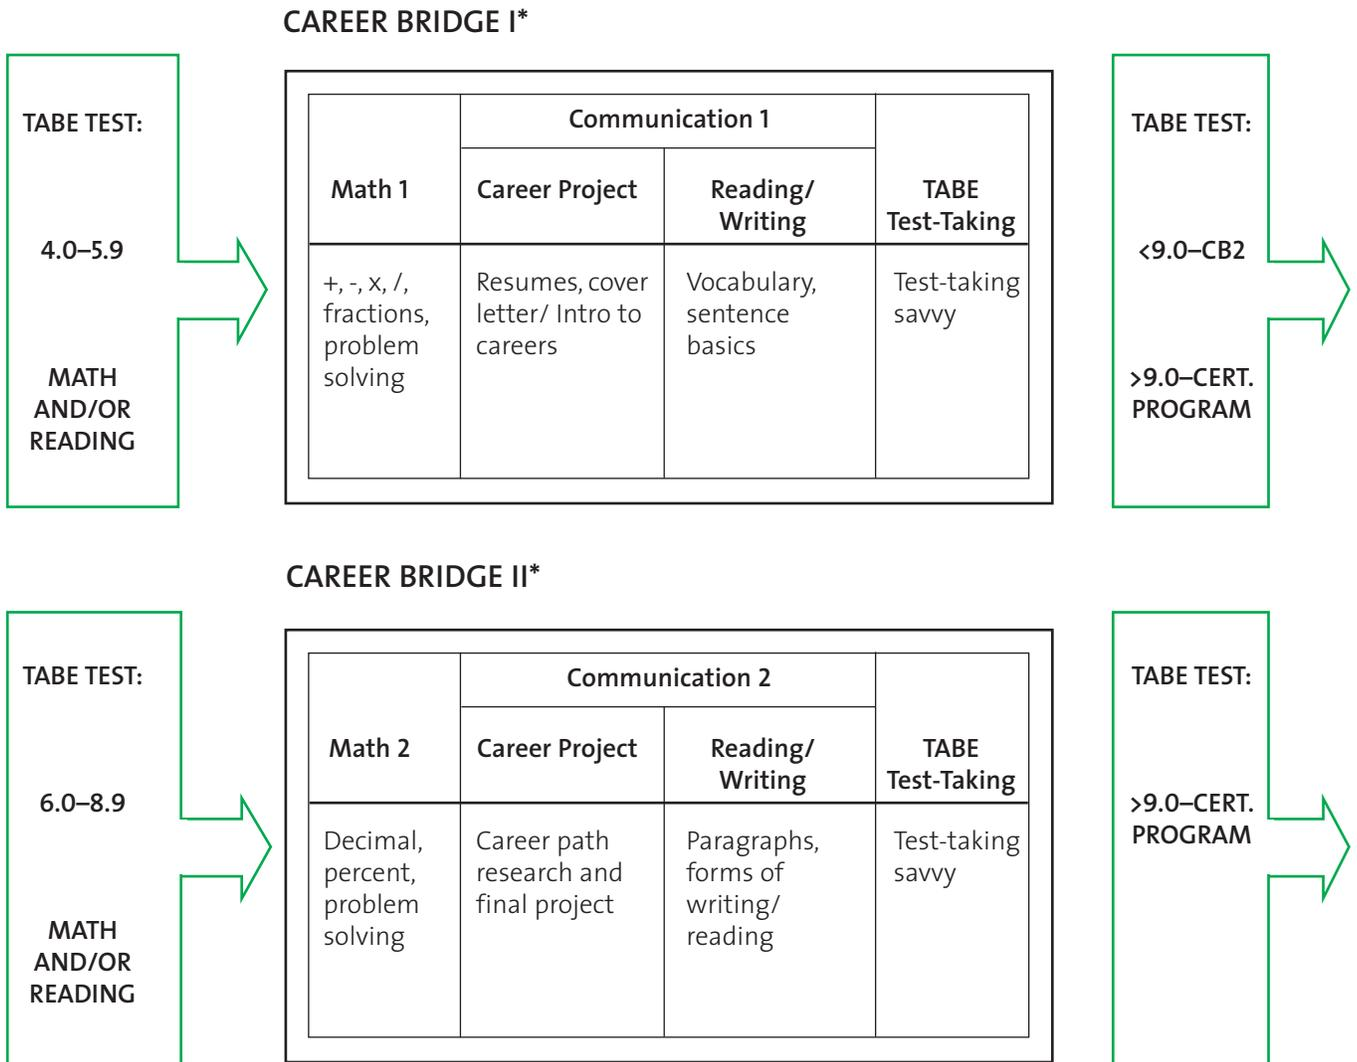 CAREER BRIDGE I*
TABE TEST:
4.0–5.9
MATH
AND/OR
READING
Communication 1
Math 1
Career Project
Reading/
Writing
TABE
Test-Taking
+, -, x, /,
fractions,
problem
solving
Resumes, cover
letter/ Intro to
careers
Vocabulary,
sentence
basics
Test-taking
savvy
TABE TEST:
<9.0–CB2
>9.0–CERT.
PROGRAM
CAREER BRIDGE II*
TABE TEST:
6.0–8.9
MATH
AND/OR
READING
Communication 2
Math 2
Career Project
Reading/
Writing
TABE
Test-Taking
Decimal,
percent,
problem
solving
Career path
research and
final project
Paragraphs,
forms of
writing/
reading
Test-taking
savvy
TABE TEST:
>9.0–CERT.
PROGRAM